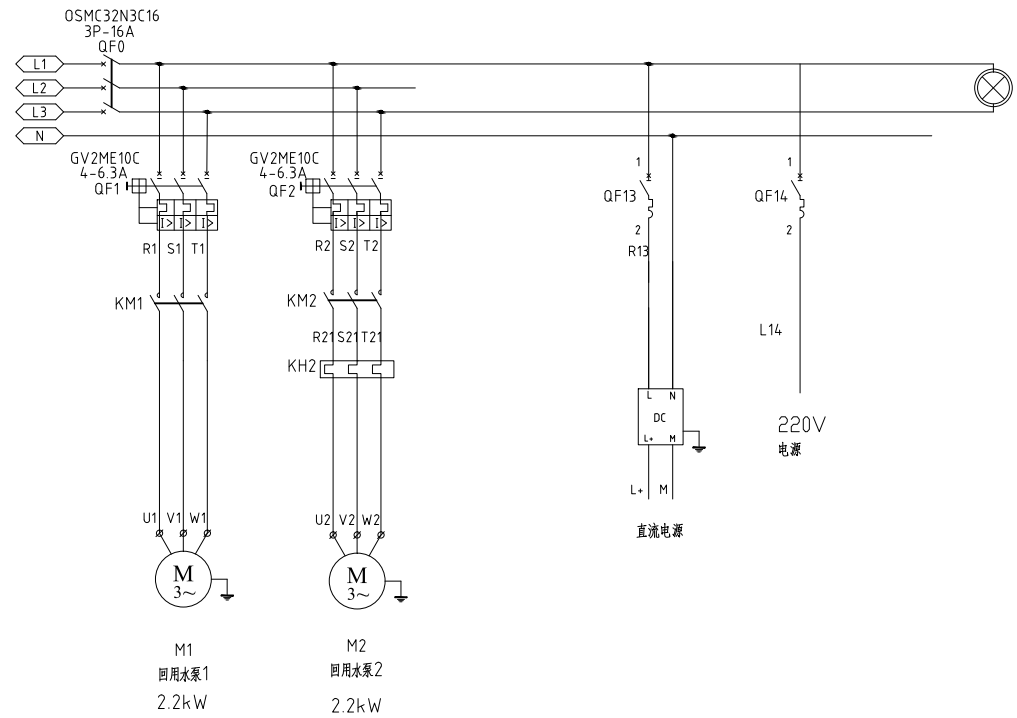 OSMC32N3C16
3P-16A
QF0
L1
L2
L3
N
GV2ME10C
4-6.3A
QF1
I> I> I>
R1 S1 T1
KM1
U1 V1 W1
M
3~
M1
回用水泵1
2.2kW
GV2ME10C
4-6.3A
QF2
I> I> I>
R2 S2 T2
KM2
R21 S21 T21
KH2
U2 V2 W2
M
3~
M2
回用水泵2
2.2kW
1
QF13
2
R13
L N
DC
L+ M
L+ M
直流电源
1
QF14
2
L14
220V
电源